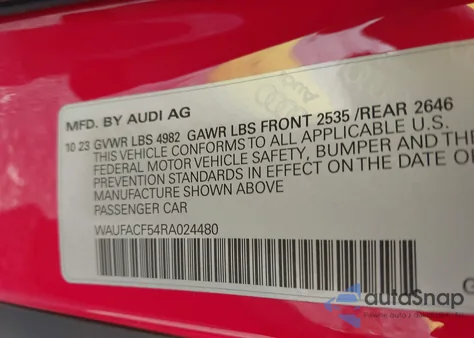 MFD. BY AUDI AG
10 23 GVWR LBS 4982 GAWR LBS FRONT 2535 /REAR 2646
THIS VEHICLE CONFORMS TO ALL APPLICABLE U.S.
FEDERAL MOTOR VEHICLE SAFETY, BUMPER AND THE
PREVENTION STANDARDS IN EFFECT ON THE DATE O
MANUFACTURE SHOWN ABOVE
PASSENGER CAR
WAUFACF54RA024480
G
autoSnap